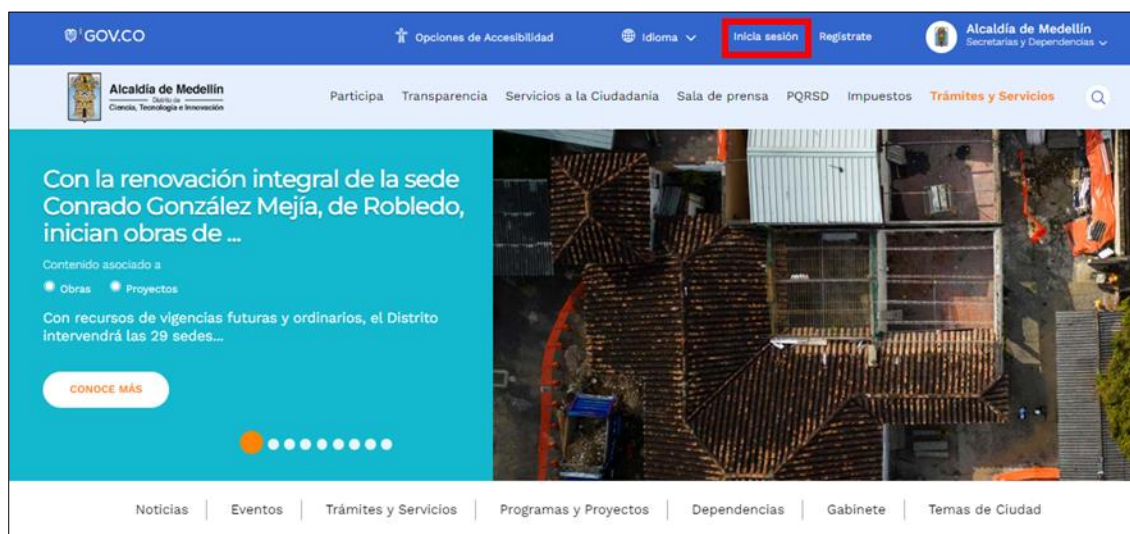 GOV.CO
Opciones de Accesibilidad
Idioma
Inicia sesión
Regístrate
Alcaldía de Medellín
Secretarias y Dependencias
Alcaldía de Medellín
Distrito de
Ciencia, Tecnología e Innovación
Participa Transparencia Servicios a la Ciudadanía Sala de prensa PQRSD Impuestos Trámites y Servicios
Con la renovación integral de la sede
Conrado González Mejía, de Robledo,
inician obras de ...
Contenido asociado a
Obras Proyectos
Con recursos de vigencias futuras y ordinarios, el Distrito
intervendrá las 29 sedes...
CONOCE MÁS
Noticias Eventos Trámites y Servicios Programas y Proyectos Dependencias Gabinete Temas de Ciudad